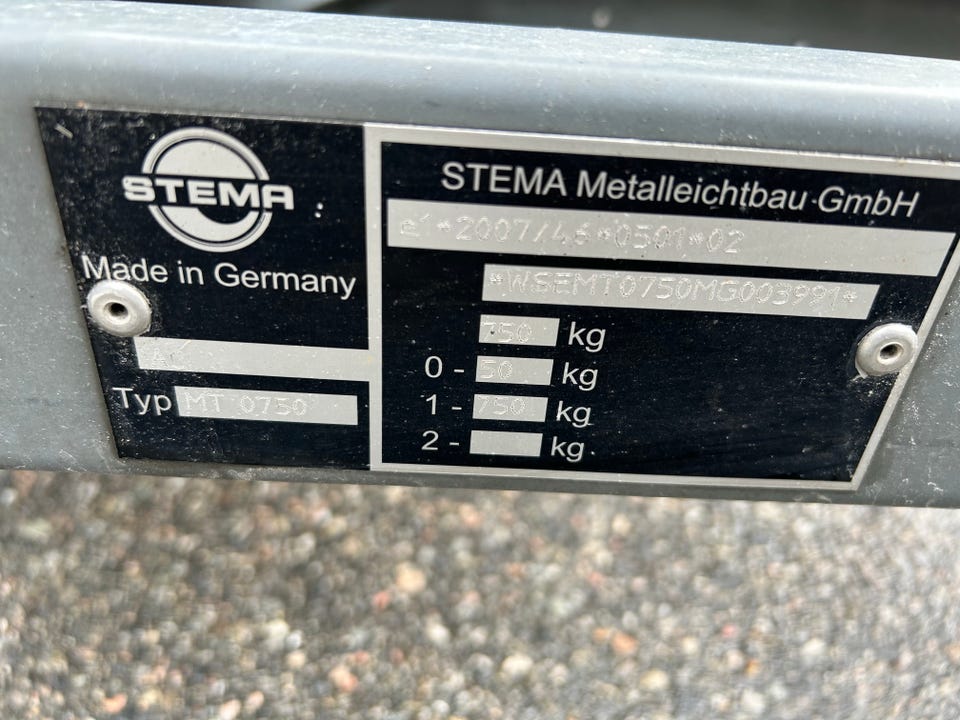 STEMA
Made in Germany
AC
Typ MT 0750
STEMA Metalleichtbau GmbH
e1*2007/46*0501*02
*WSEMT0750MG003991*
750 kg
0 - 50 kg
1 - 750 kg
2 - kg